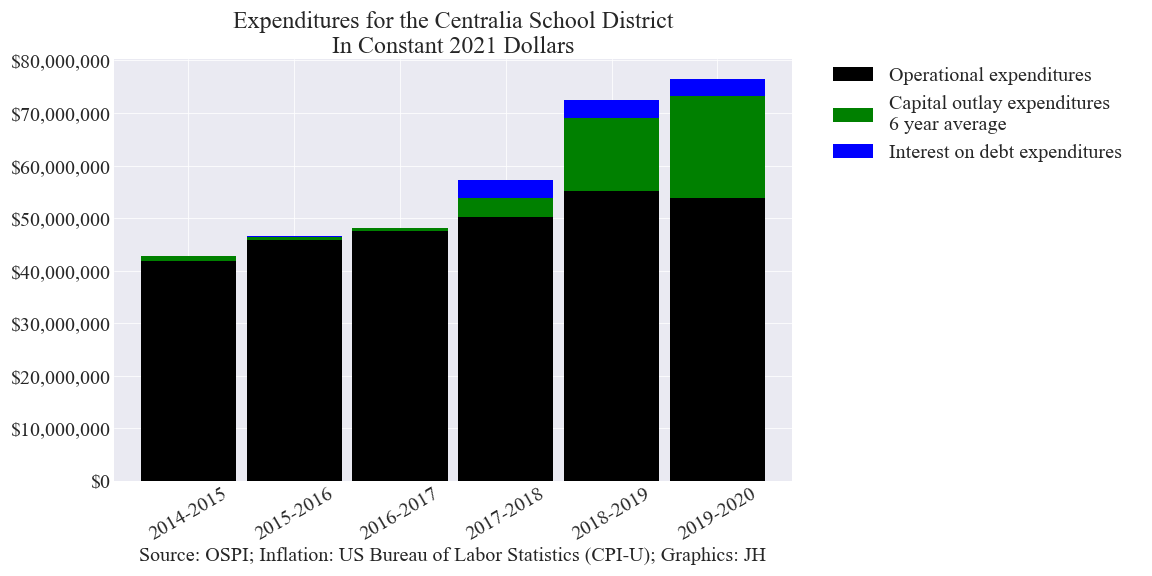 Expenditures for the Centralia School District
In Constant 2021 Dollars
$80,000,000
$70,000,000
$60,000,000
$50,000,000
$40,000,000
$30,000,000
$20,000,000
$10,000,000
$0
2014-2015
2015-2016
2016-2017
2017-2018
2018-2019
2019-2020
Source: OSPI; Inflation: US Bureau of Labor Statistics (CPI-U); Graphics: JH
Operational expenditures
Capital outlay expenditures
6 year average
Interest on debt expenditures